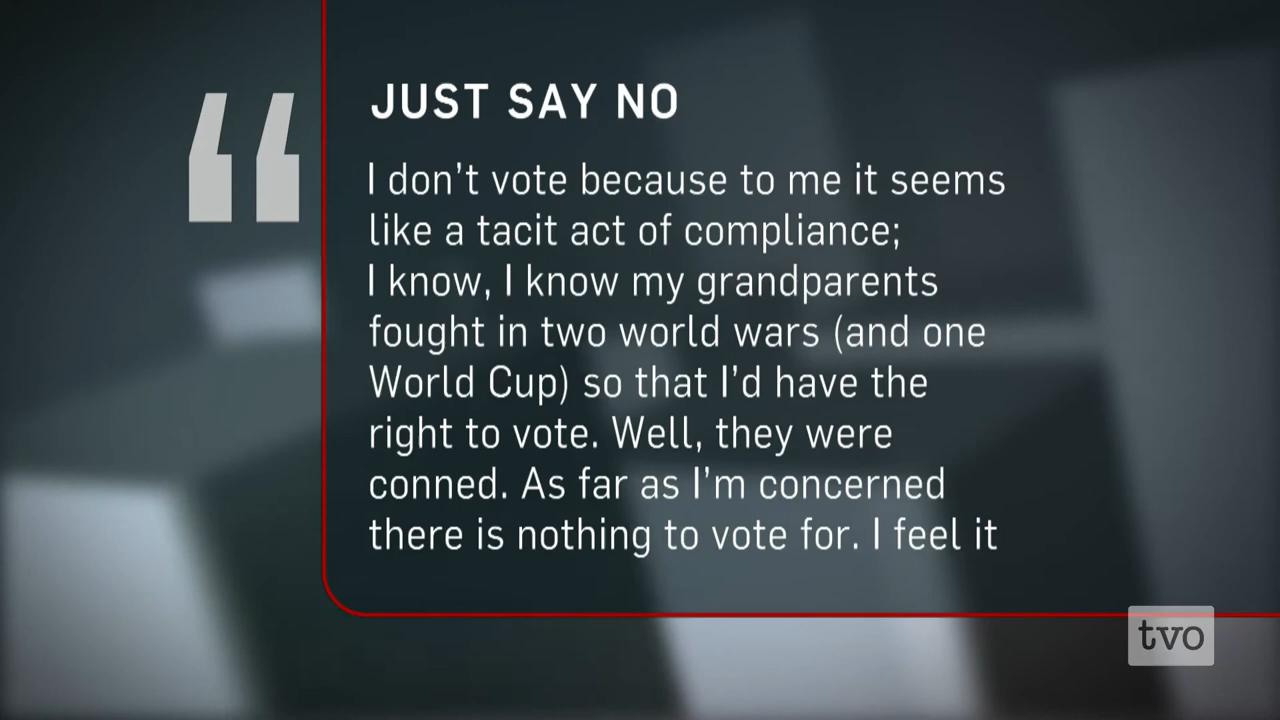 “
JUST SAY NO
I don't vote because to me it seems
like a tacit act of compliance;
I know, I know my grandparents
fought in two world wars (and one
World Cup) so that I'd have the
right to vote. Well, they were
conned. As far as I'm concerned
there is nothing to vote for. I feel it
tvo